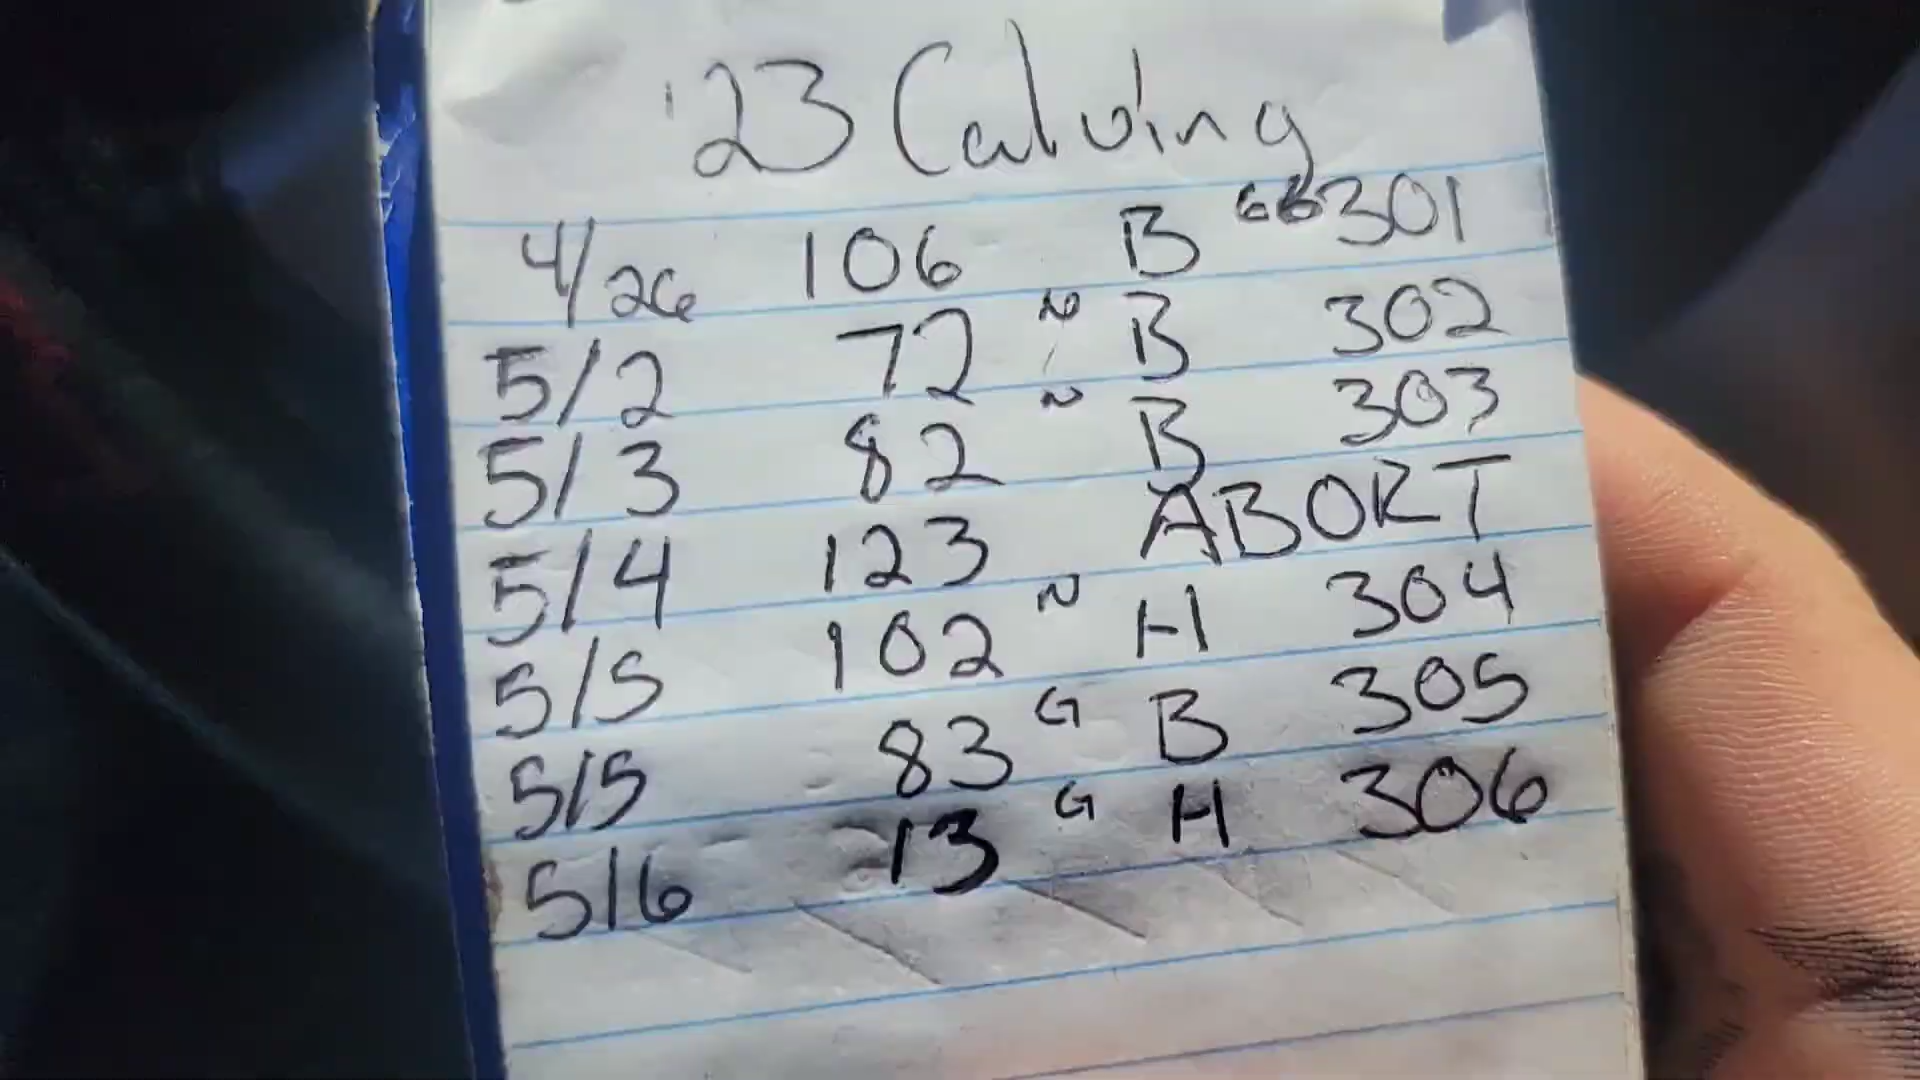 '23 Calving
4/26 106 B 301
5/2 72 N B 302
5/3 82 N B 303
5/4 123 ABORT
5/5 102 N H 304
5/5 83 G B 305
5/6 13 G H 306